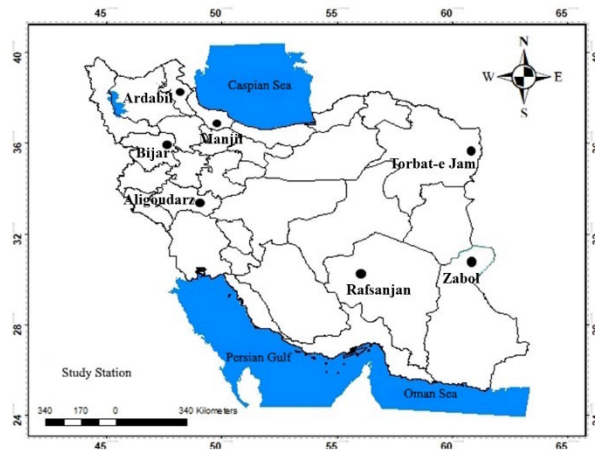 45 50 55 60 65
40
36
32
28
24
40
36
32
28
24
N
W E
S
Caspian Sea
Ardabil
Manjil
Bijar
Torbat-e Jam
Aligoudarz
Zabol
Rafsanjan
Persian Gulf
Oman Sea
Study Station
340 170 0 340 Kilometers
45 50 55 60 65